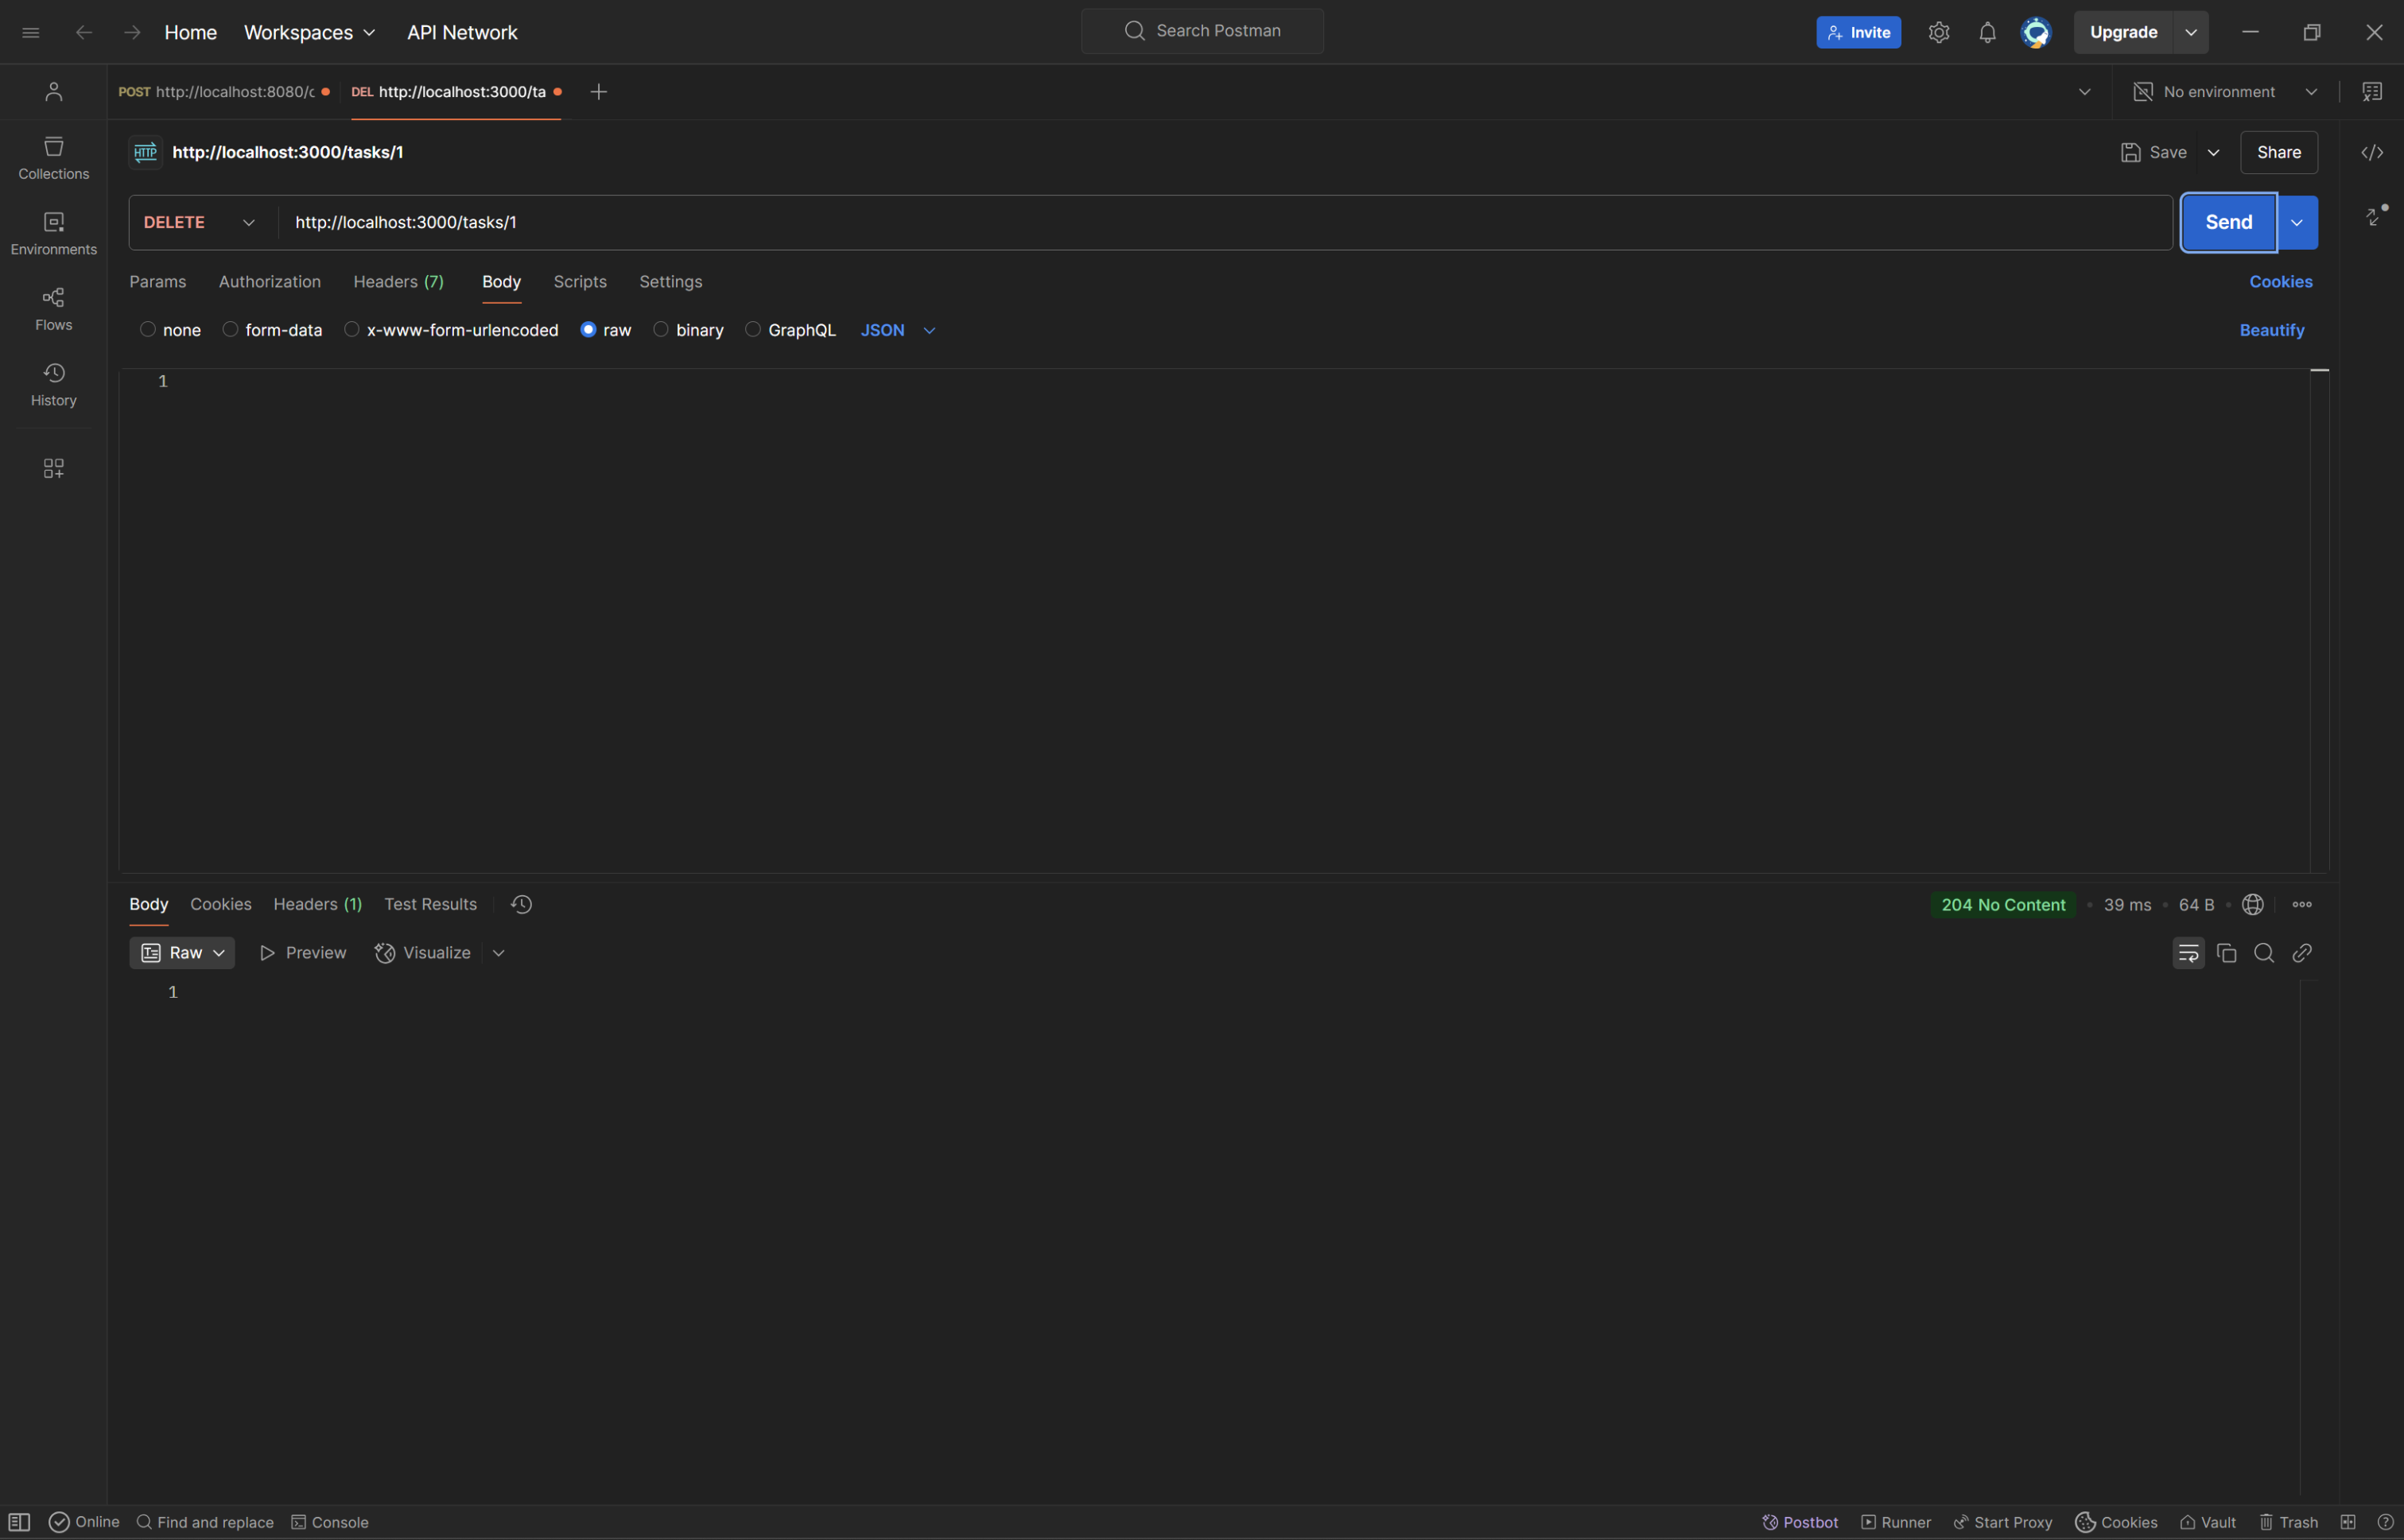 Home Workspaces API Network Search Postman Invite Upgrade
POST http://localhost:8080/c DEL http://localhost:3000/ta No environment
HTTP http://localhost:3000/tasks/1 Save Share
Collections
DELETE http://localhost:3000/tasks/1 Send
Environments
Params Authorization Headers (7) Body Scripts Settings Cookies
Flows
none form-data x-www-form-urlencoded raw binary GraphQL JSON Beautify
History
1
Body Cookies Headers (1) Test Results 204 No Content 39 ms 64 B
Raw Preview Visualize
1
Online Find and replace Console Postbot Runner Start Proxy Cookies Vault Trash